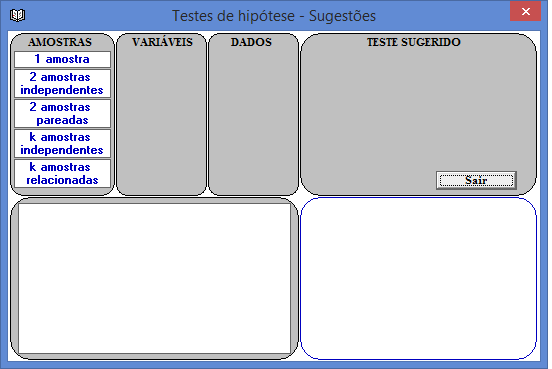 Testes de hipótese - Sugestões
AMOSTRAS
VARIÁVEIS
DADOS
TESTE SUGERIDO
1 amostra
2 amostras
independentes
2 amostras
pareadas
k amostras
independentes
k amostras
relacionadas
Sair